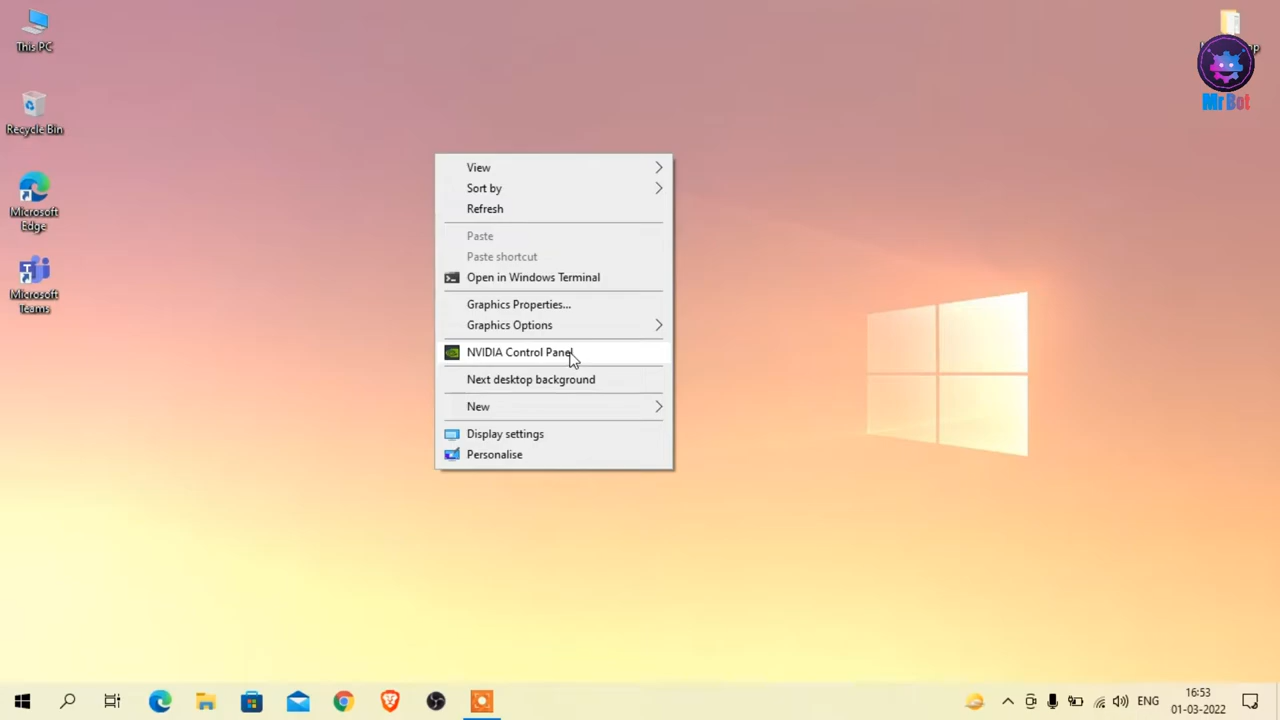 This PC
Recycle Bin
Microsoft
Edge
Microsoft
Teams
Mr Bot
View
Sort by
Refresh
Paste
Paste shortcut
Open in Windows Terminal
Graphics Properties...
Graphics Options
NVIDIA Control Panel
Next desktop background
New
Display settings
Personalise
ENG
16:53
01-03-2022